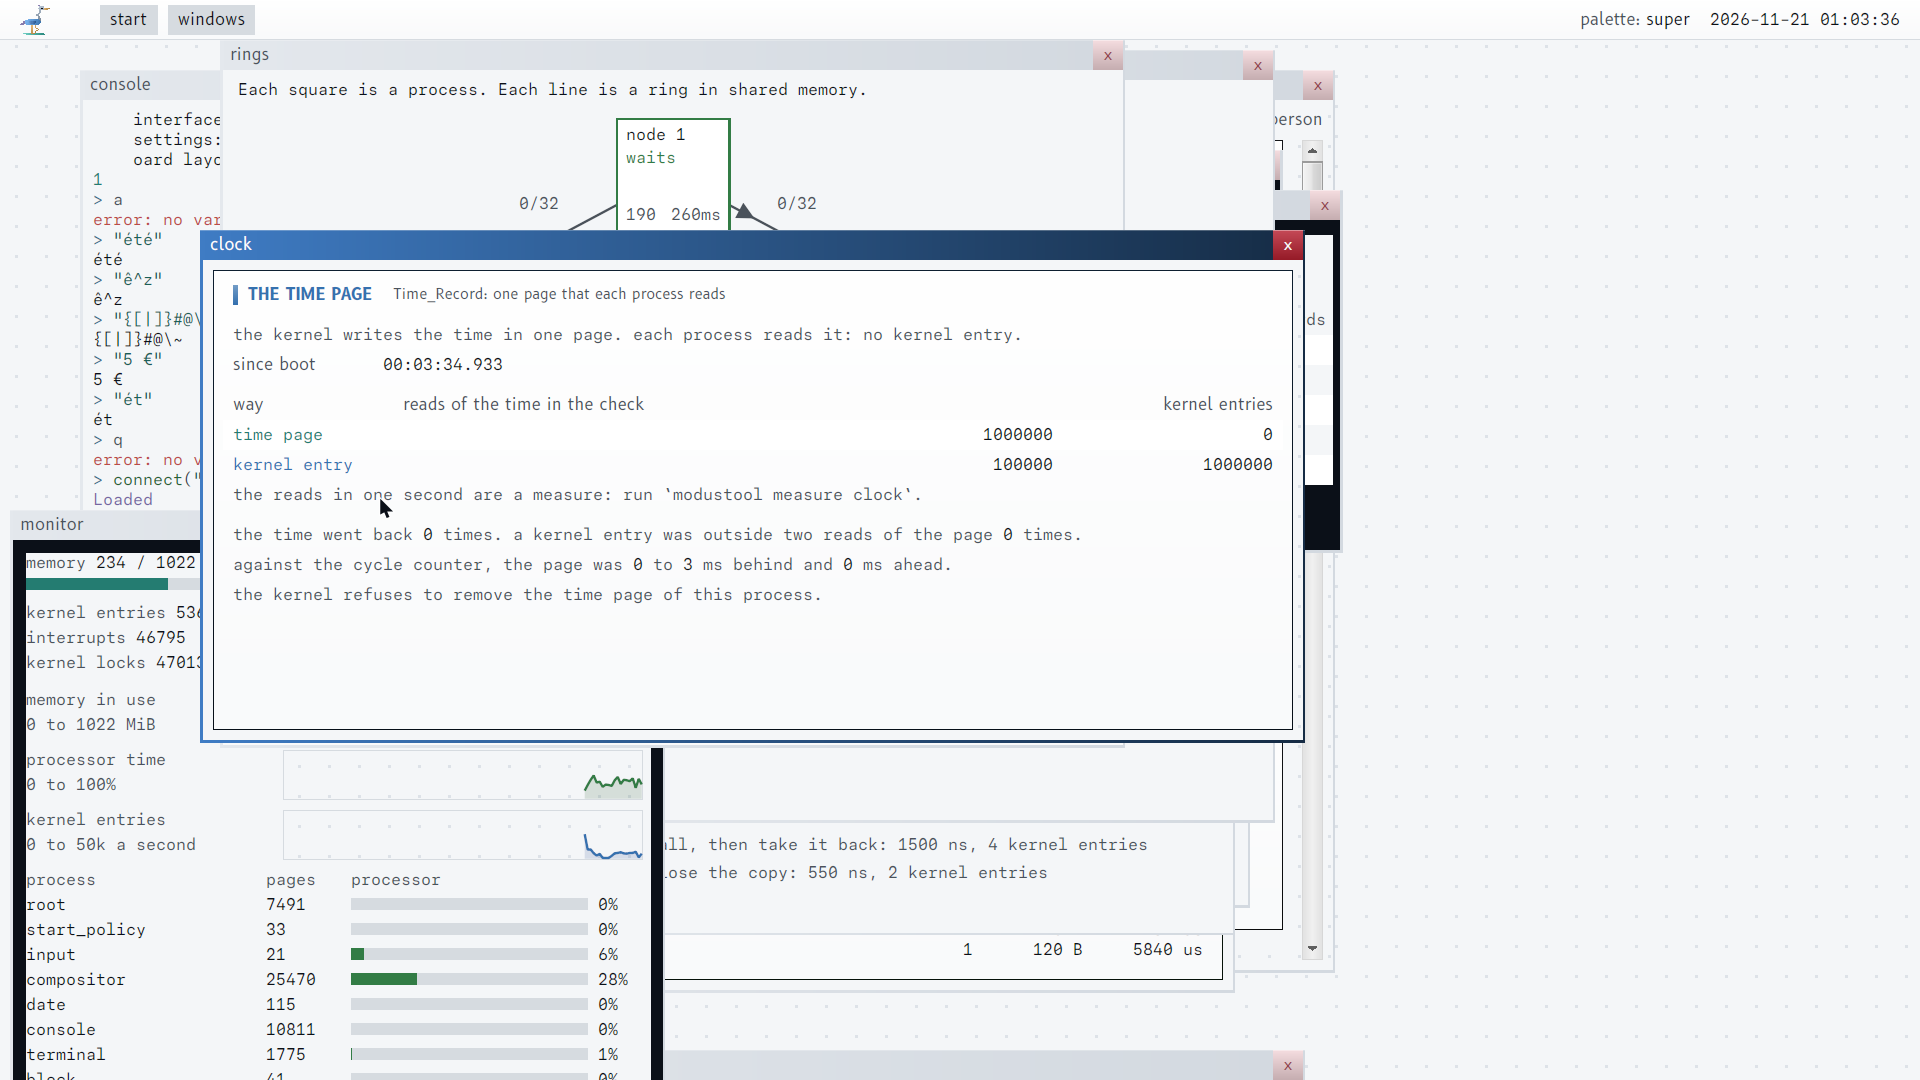 start windows palette: super 2026-11-21 01:03:36
rings x
x
console
x
Each square is a process. Each line is a ring in shared memory.
interface
settings:
oard layo
1
> a
error: no var
> "été"
été
> "ê^z"
ê^z
> "{[|]}#@\
{[|]}#@\~
> "5 €"
5 €
> "ét"
ét
> q
error: no v
> connect("
Loaded
node 1
waits
190 260ms
0/32
0/32
person
x
ds
clock x
THE TIME PAGE Time_Record: one page that each process reads
the kernel writes the time in one page. each process reads it: no kernel entry.
since boot 00:03:34.933
way reads of the time in the check kernel entries
time page 1000000 0
kernel entry 100000 1000000
the reads in one second are a measure: run `modustool measure clock`.
the time went back 0 times. a kernel entry was outside two reads of the page 0 times.
against the cycle counter, the page was 0 to 3 ms behind and 0 ms ahead.
the kernel refuses to remove the time page of this process.
monitor
memory 234 / 1022
kernel entries 536
interrupts 46795
kernel locks 47013
memory in use
0 to 1022 MiB
processor time
0 to 100%
kernel entries
0 to 50k a second
process pages processor
root 7491 0%
start_policy 33 0%
input 21 6%
compositor 25470 28%
date 115 0%
console 10811 0%
terminal 1775 1%
block 41 0%
all, then take it back: 1500 ns, 4 kernel entries
lose the copy: 550 ns, 2 kernel entries
1 120 B 5840 us
x